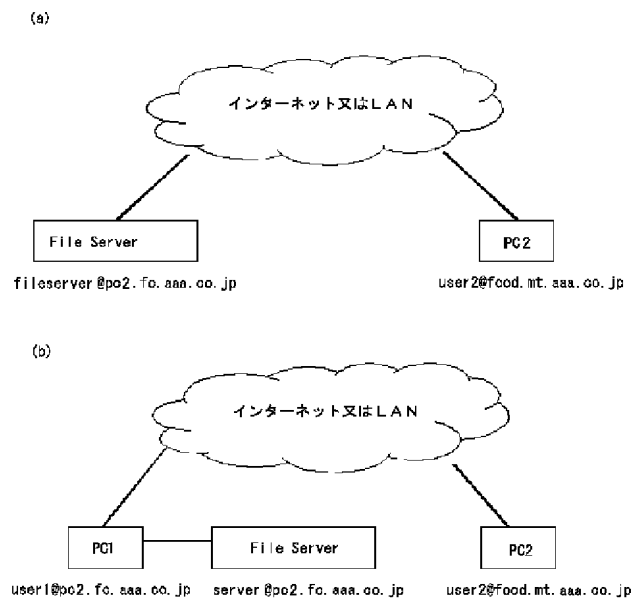 (a)
インターネット又はLAN
File Server
PC2
fileserver@pc2.fc.aaa.co.jp
user2@food.mt.aaa.co.jp
(b)
インターネット又はLAN
PC1
File Server
PC2
user1@pc2.fc.aaa.co.jp
server@pc2.fc.aaa.co.jp
user2@food.mt.aaa.co.jp